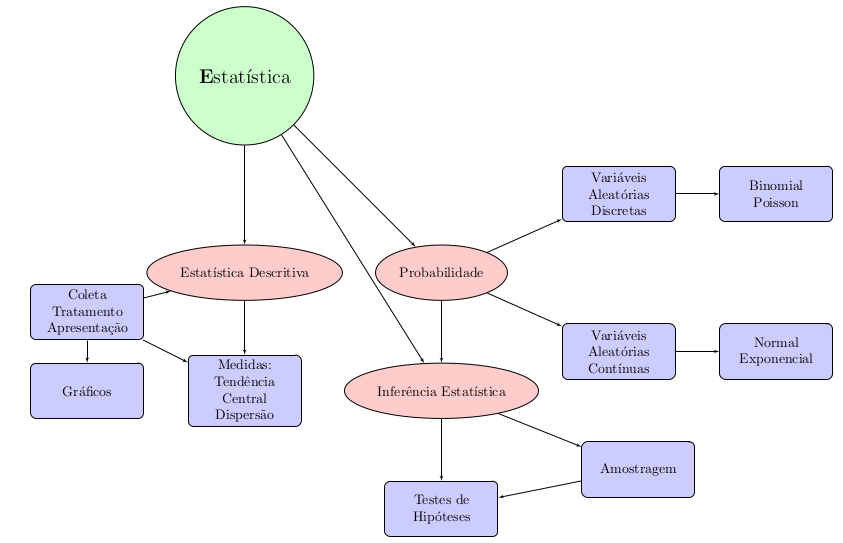 Estatística
Variáveis
Aleatórias
Discretas
Binomial
Poisson
Estatística Descritiva
Probabilidade
Coleta
Tratamento
Apresentação
Variáveis
Aleatórias
Contínuas
Normal
Exponencial
Gráficos
Medidas:
Tendência
Central
Dispersão
Inferência Estatística
Amostragem
Testes de
Hipóteses